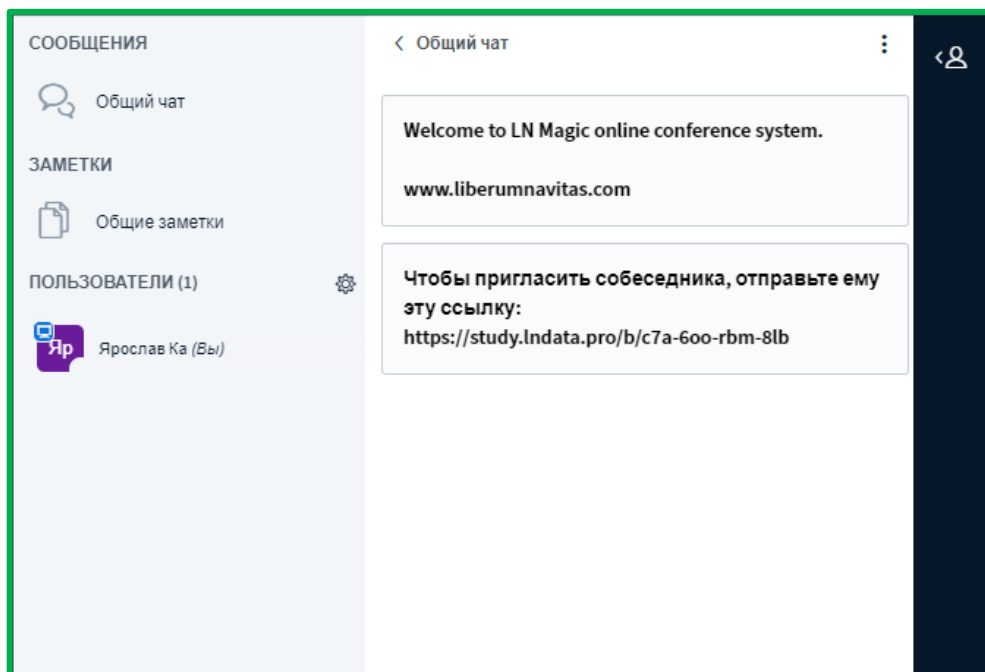 СООБЩЕНИЯ
Общий чат
ЗАМЕТКИ
Общие заметки
ПОЛЬЗОВАТЕЛИ (1)
Яр
Ярослав Ка (Вы)
Общий чат
Welcome to LN Magic online conference system.
www.liberumnavitas.com
Чтобы пригласить собеседника, отправьте ему
эту ссылку:
https://study.lndata.pro/b/c7a-6oo-rbm-8lb